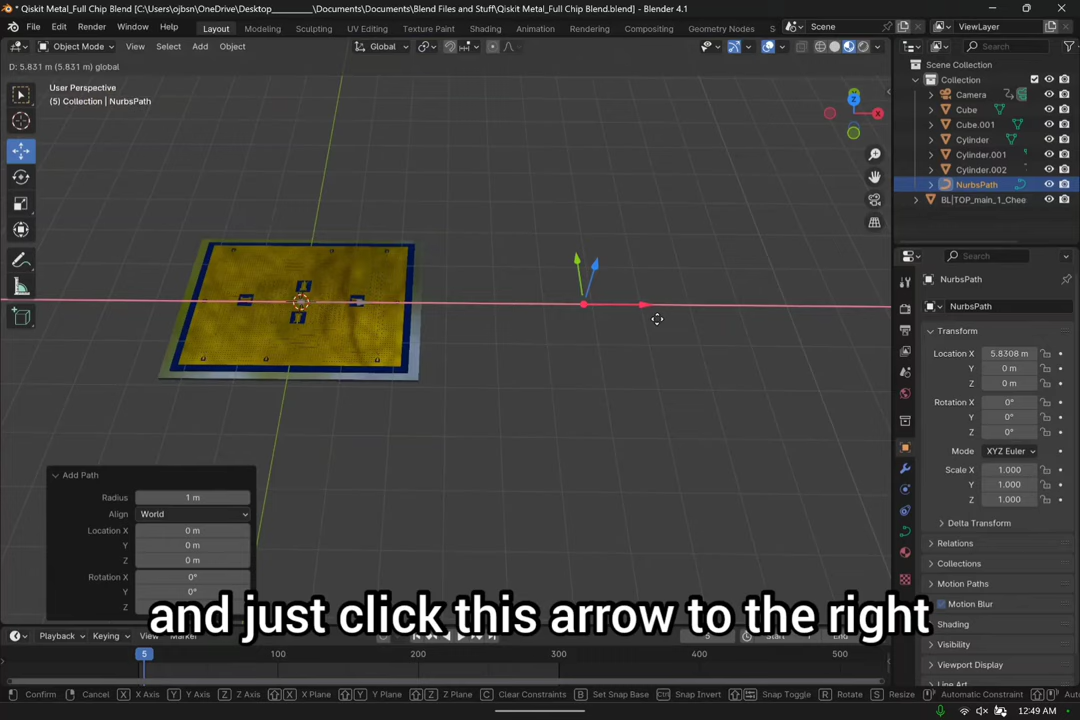 * Qiskit Metal_Full Chip Blend [C:\Users\ojbsn\OneDrive\Desktop_________\Documents\Documents\Blend Files and Stuff\Qiskit Metal_Full Chip Blend.blend] - Blender 4.1
File Edit Render Window Help Layout Modeling Sculpting UV Editing Texture Paint Shading Animation Rendering Compositing Geometry Nodes S Scene ViewLayer
Object Mode View Select Add Object Global Search
D: 5.831 m (5.831 m) global
User Perspective
(5) Collection | NurbsPath
Z
X
Scene Collection
Collection
Camera
Cube
Cube.001
Cylinder
Cylinder.001
Cylinder.002
NurbsPath
BL|TOP_main_1_Chee
Search
NurbsPath
NurbsPath
Transform
Location X 5.8308 m
Y 0 m
Z 0 m
Rotation X 0°
Y 0°
Z 0°
Mode XYZ Euler
Scale X 1.000
Y 1.000
Z 1.000
Delta Transform
Relations
Collections
Motion Paths
Motion Blur
Shading
Visibility
Viewport Display
Line Art
Add Path
Radius 1 m
Align World
Location X 0 m
Y 0 m
Z 0 m
Rotation X 0°
Y 0°
Z
and just click this arrow to the right
Playback Keying View 5 Start 1
5 100 200 300 400 500
Confirm Cancel X X Axis Y Y Axis Z Z Axis X X Plane Y Y Plane Z Z Plane C Clear Constraints B Set Snap Base Ctrl Snap Invert Snap Toggle R Rotate S Resize Automatic Constraint Au
12:49 AM